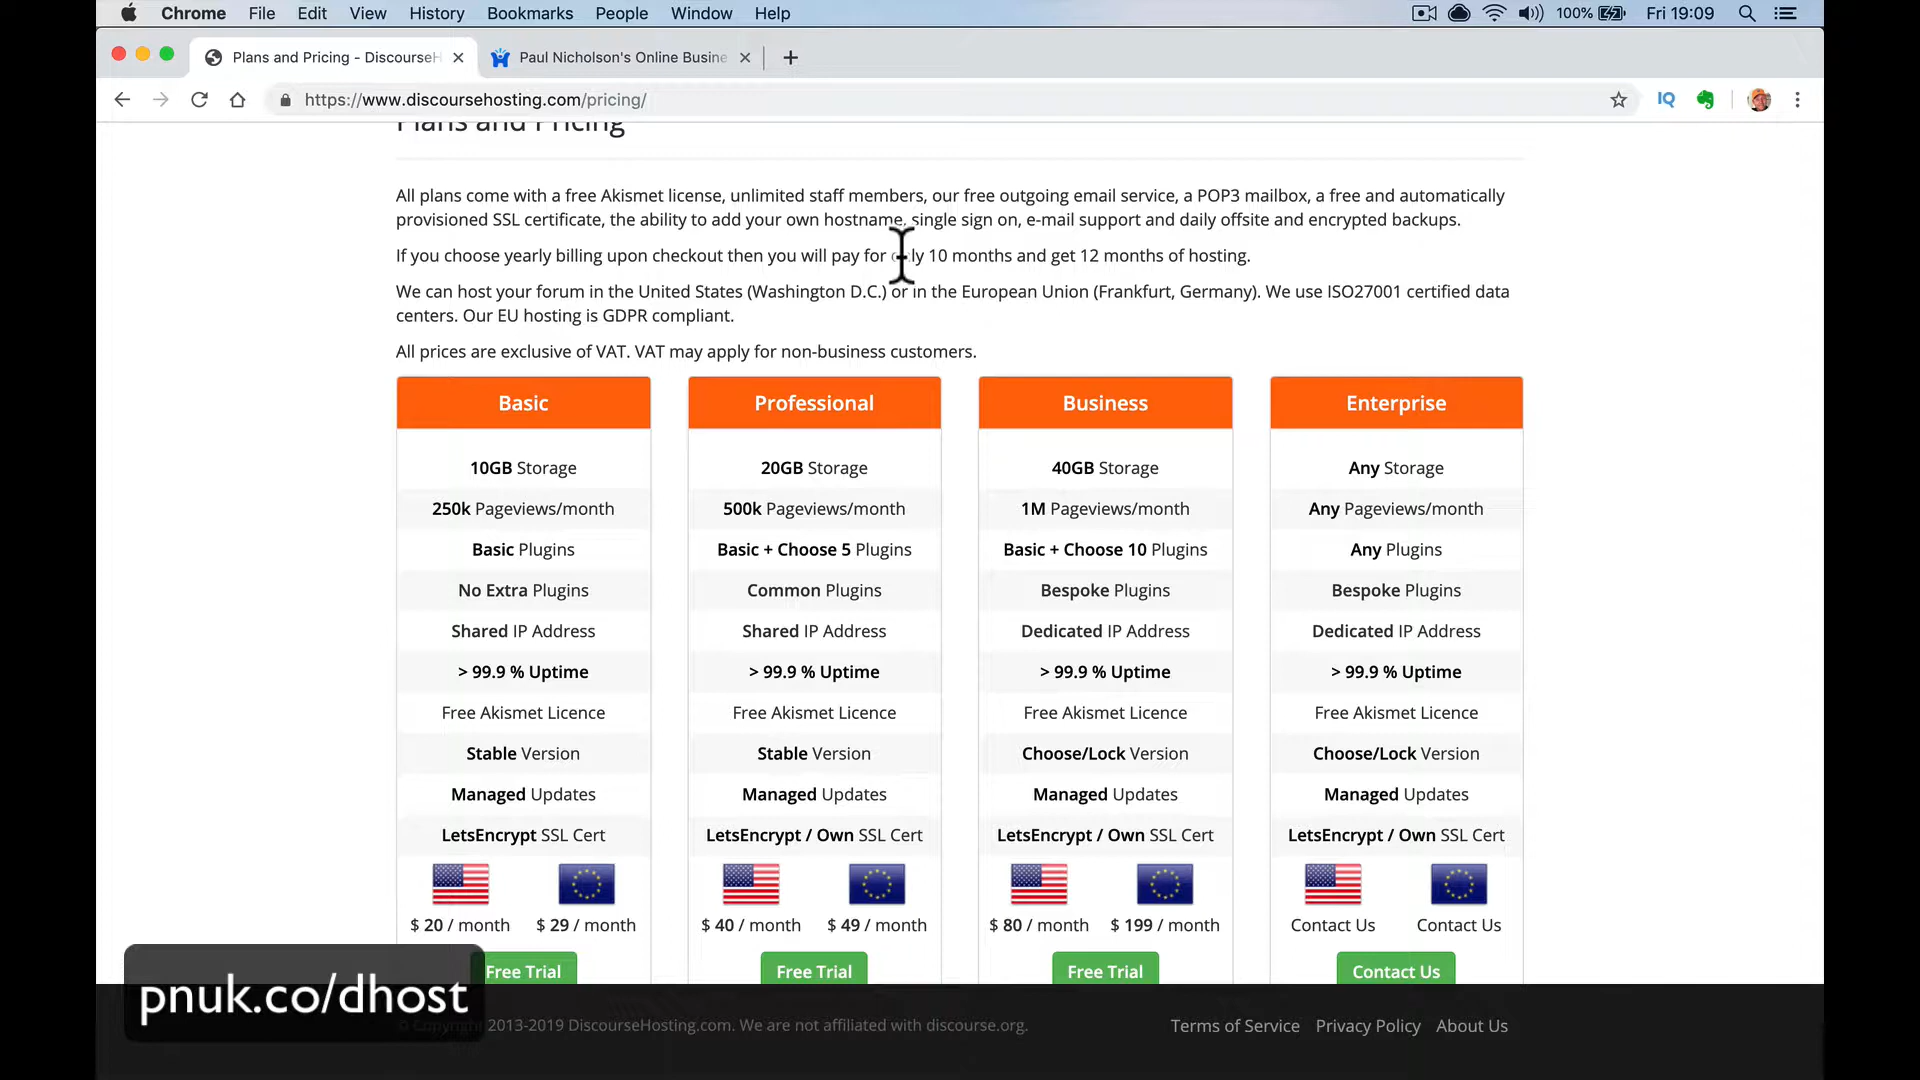 Chrome File Edit View History Bookmarks People Window Help 100% Fri 19:09
Plans and Pricing - DiscourseH Paul Nicholson's Online Busine
https://www.discoursehosting.com/pricing/ IQ
Plans and Pricing
All plans come with a free Akismet license, unlimited staff members, our free outgoing email service, a POP3 mailbox, a free and automatically
provisioned SSL certificate, the ability to add your own hostname, single sign on, e-mail support and daily offsite and encrypted backups.
If you choose yearly billing upon checkout then you will pay for only 10 months and get 12 months of hosting.
We can host your forum in the United States (Washington D.C.) or in the European Union (Frankfurt, Germany). We use ISO27001 certified data
centers. Our EU hosting is GDPR compliant.
All prices are exclusive of VAT. VAT may apply for non-business customers.
Basic Professional Business Enterprise
10GB Storage 20GB Storage 40GB Storage Any Storage
250k Pageviews/month 500k Pageviews/month 1M Pageviews/month Any Pageviews/month
Basic Plugins Basic + Choose 5 Plugins Basic + Choose 10 Plugins Any Plugins
No Extra Plugins Common Plugins Bespoke Plugins Bespoke Plugins
Shared IP Address Shared IP Address Dedicated IP Address Dedicated IP Address
> 99.9 % Uptime > 99.9 % Uptime > 99.9 % Uptime > 99.9 % Uptime
Free Akismet Licence Free Akismet Licence Free Akismet Licence Free Akismet Licence
Stable Version Stable Version Choose/Lock Version Choose/Lock Version
Managed Updates Managed Updates Managed Updates Managed Updates
LetsEncrypt SSL Cert LetsEncrypt / Own SSL Cert LetsEncrypt / Own SSL Cert LetsEncrypt / Own SSL Cert
$ 20 / month $ 29 / month $ 40 / month $ 49 / month $ 80 / month $ 199 / month Contact Us Contact Us
Free Trial Free Trial Free Trial Contact Us
pnuk.co/dhost
© Copyright 2013-2019 DiscourseHosting.com. We are not affiliated with discourse.org. Terms of Service Privacy Policy About Us